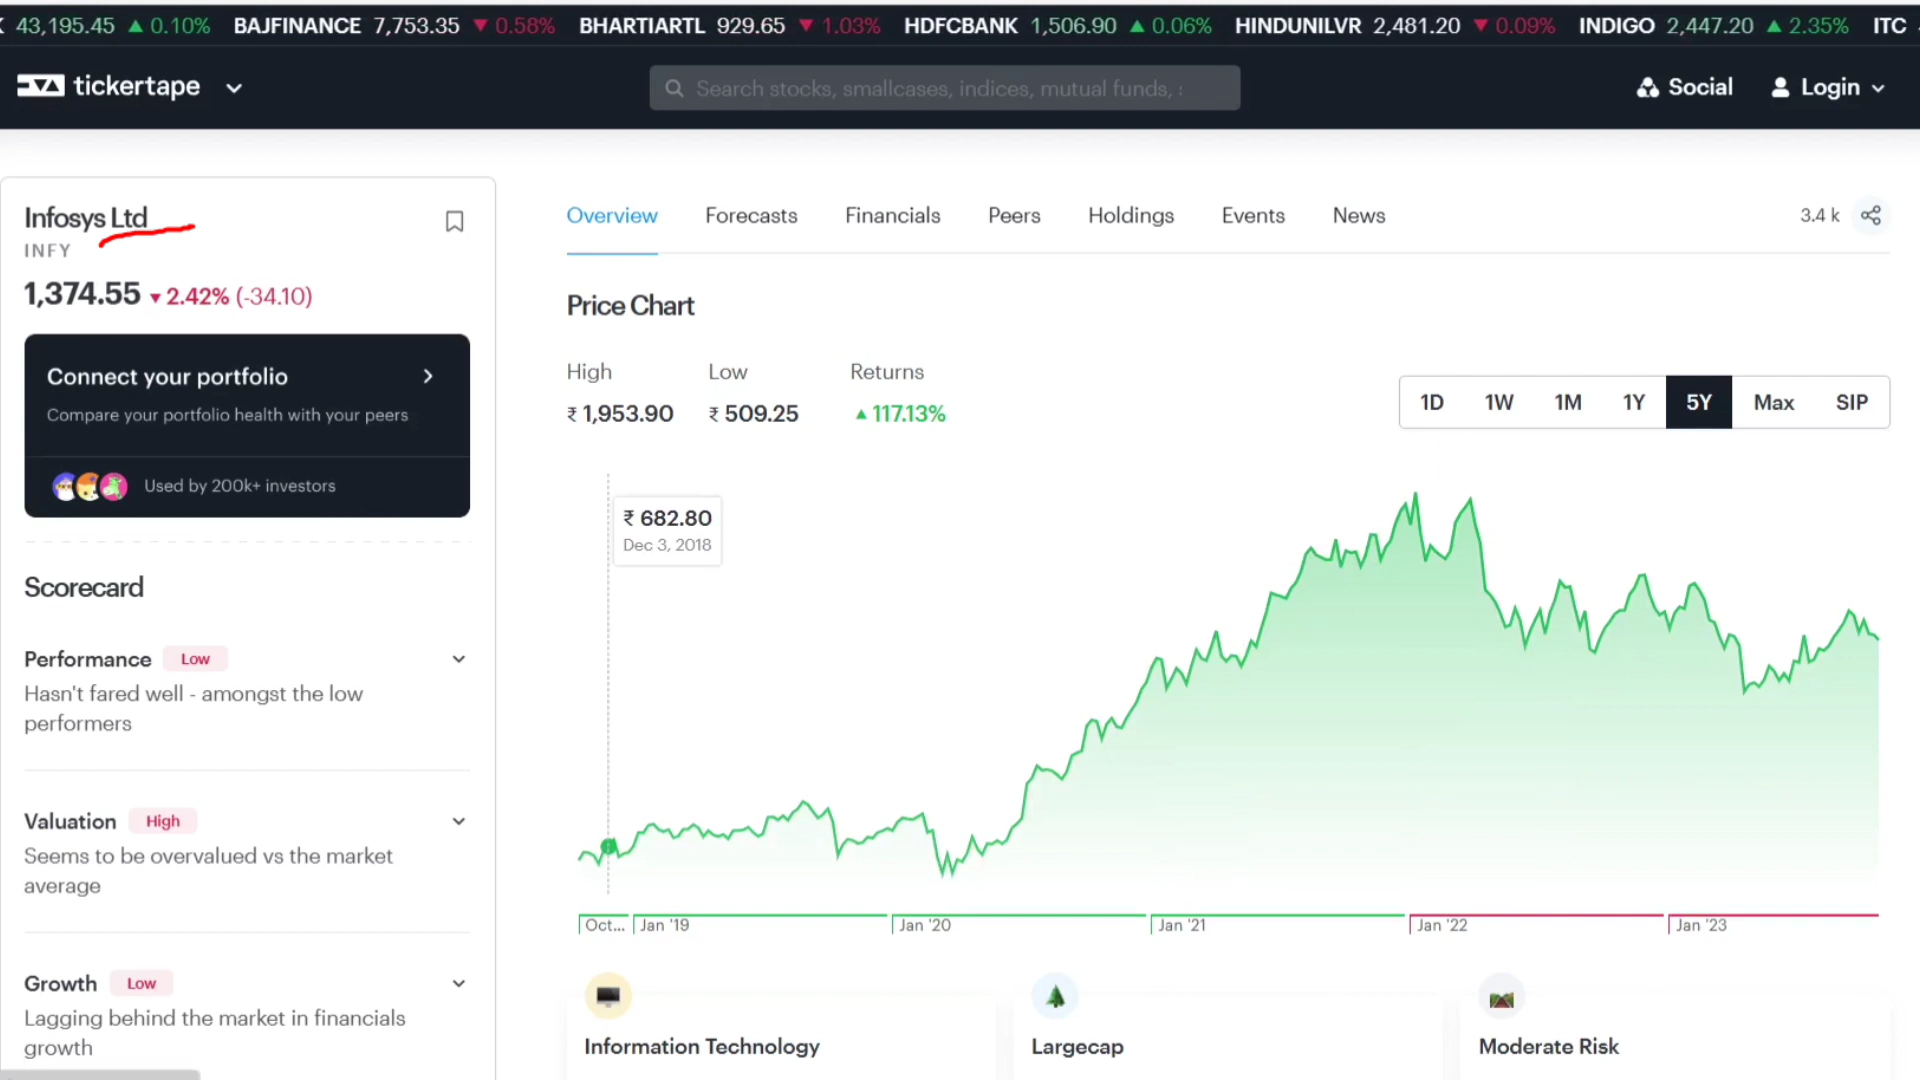 43,195.45 ▲ 0.10% BAJFINANCE 7,753.35 ▼ 0.58% BHARTIARTL 929.65 ▼ 1.03% HDFCBANK 1,506.90 ▲ 0.06% HINDUNILVR 2,481.20 ▼ 0.09% INDIGO 2,447.20 ▲ 2.35% ITC
tickertape
Search stocks, smallcases, indices, mutual funds, :
Social
Login
Infosys Ltd
INFY
1,374.55 ▼ 2.42% (-34.10)
Connect your portfolio
Compare your portfolio health with your peers
Used by 200k+ investors
Scorecard
Performance Low
Hasn't fared well - amongst the low
performers
Valuation High
Seems to be overvalued vs the market
average
Growth Low
Lagging behind the market in financials
growth
Overview Forecasts Financials Peers Holdings Events News
3.4 k
Price Chart
High Low Returns
₹ 1,953.90 ₹ 509.25 ▲ 117.13%
1D 1W 1M 1Y 5Y Max SIP
₹ 682.80
Dec 3, 2018
Oct... Jan '19 Jan '20 Jan '21 Jan '22 Jan '23
Information Technology
Largecap
Moderate Risk